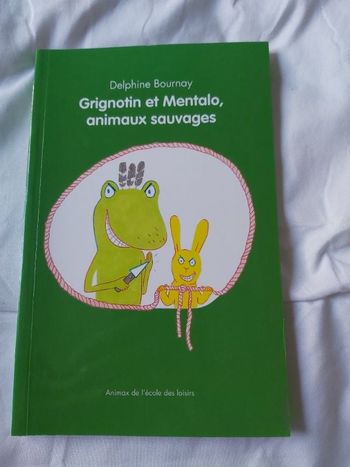 Delphine Bournay
Grignotin et Mentalo,
animaux sauvages
Animax de l'école des loisirs